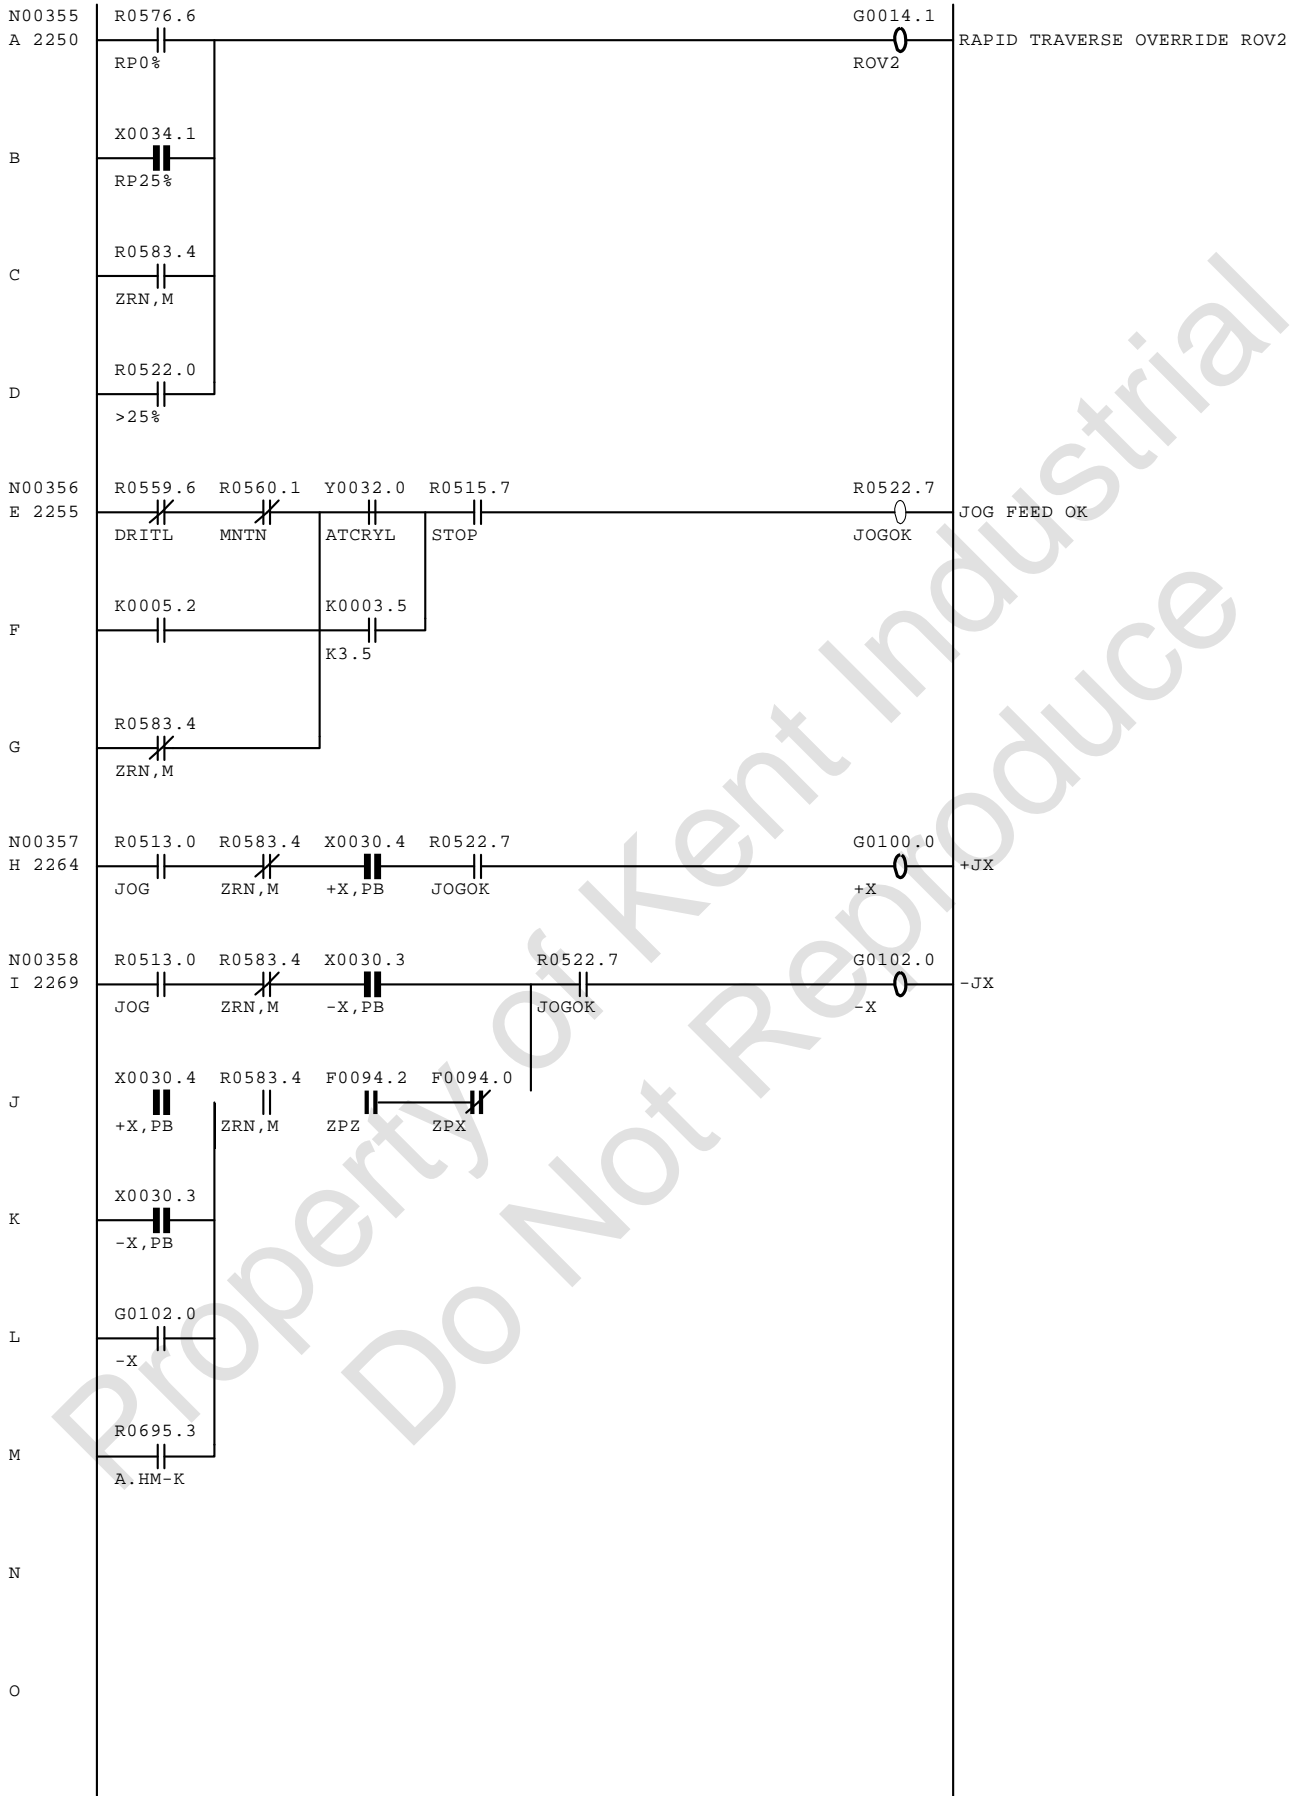 N00355 R0576.6 G0014.1
A 2250 RAPID TRAVERSE OVERRIDE ROV2
RP0% ROV2
X0034.1
B
RP25%
R0583.4
C
ZRN,M
R0522.0
D
>25%
N00356 R0559.6 R0560.1 Y0032.0 R0515.7 R0522.7
E 2255 JOG FEED OK
DRITL MNTN ATCRYL STOP JOGOK
K0005.2 K0003.5
F
K3.5
R0583.4
G
ZRN,M
N00357 R0513.0 R0583.4 X0030.4 R0522.7 G0100.0
H 2264 +JX
JOG ZRN,M +X,PB JOGOK +X
N00358 R0513.0 R0583.4 X0030.3 R0522.7 G0102.0
I 2269 -JX
JOG ZRN,M -X,PB JOGOK -X
X0030.4 R0583.4 F0094.2 F0094.0
J
+X,PB ZRN,M ZPZ ZPX
X0030.3
K
-X,PB
G0102.0
L
-X
R0695.3
M
A.HM-K
N
O
Property of Kent Industrial
Do Not Reproduce